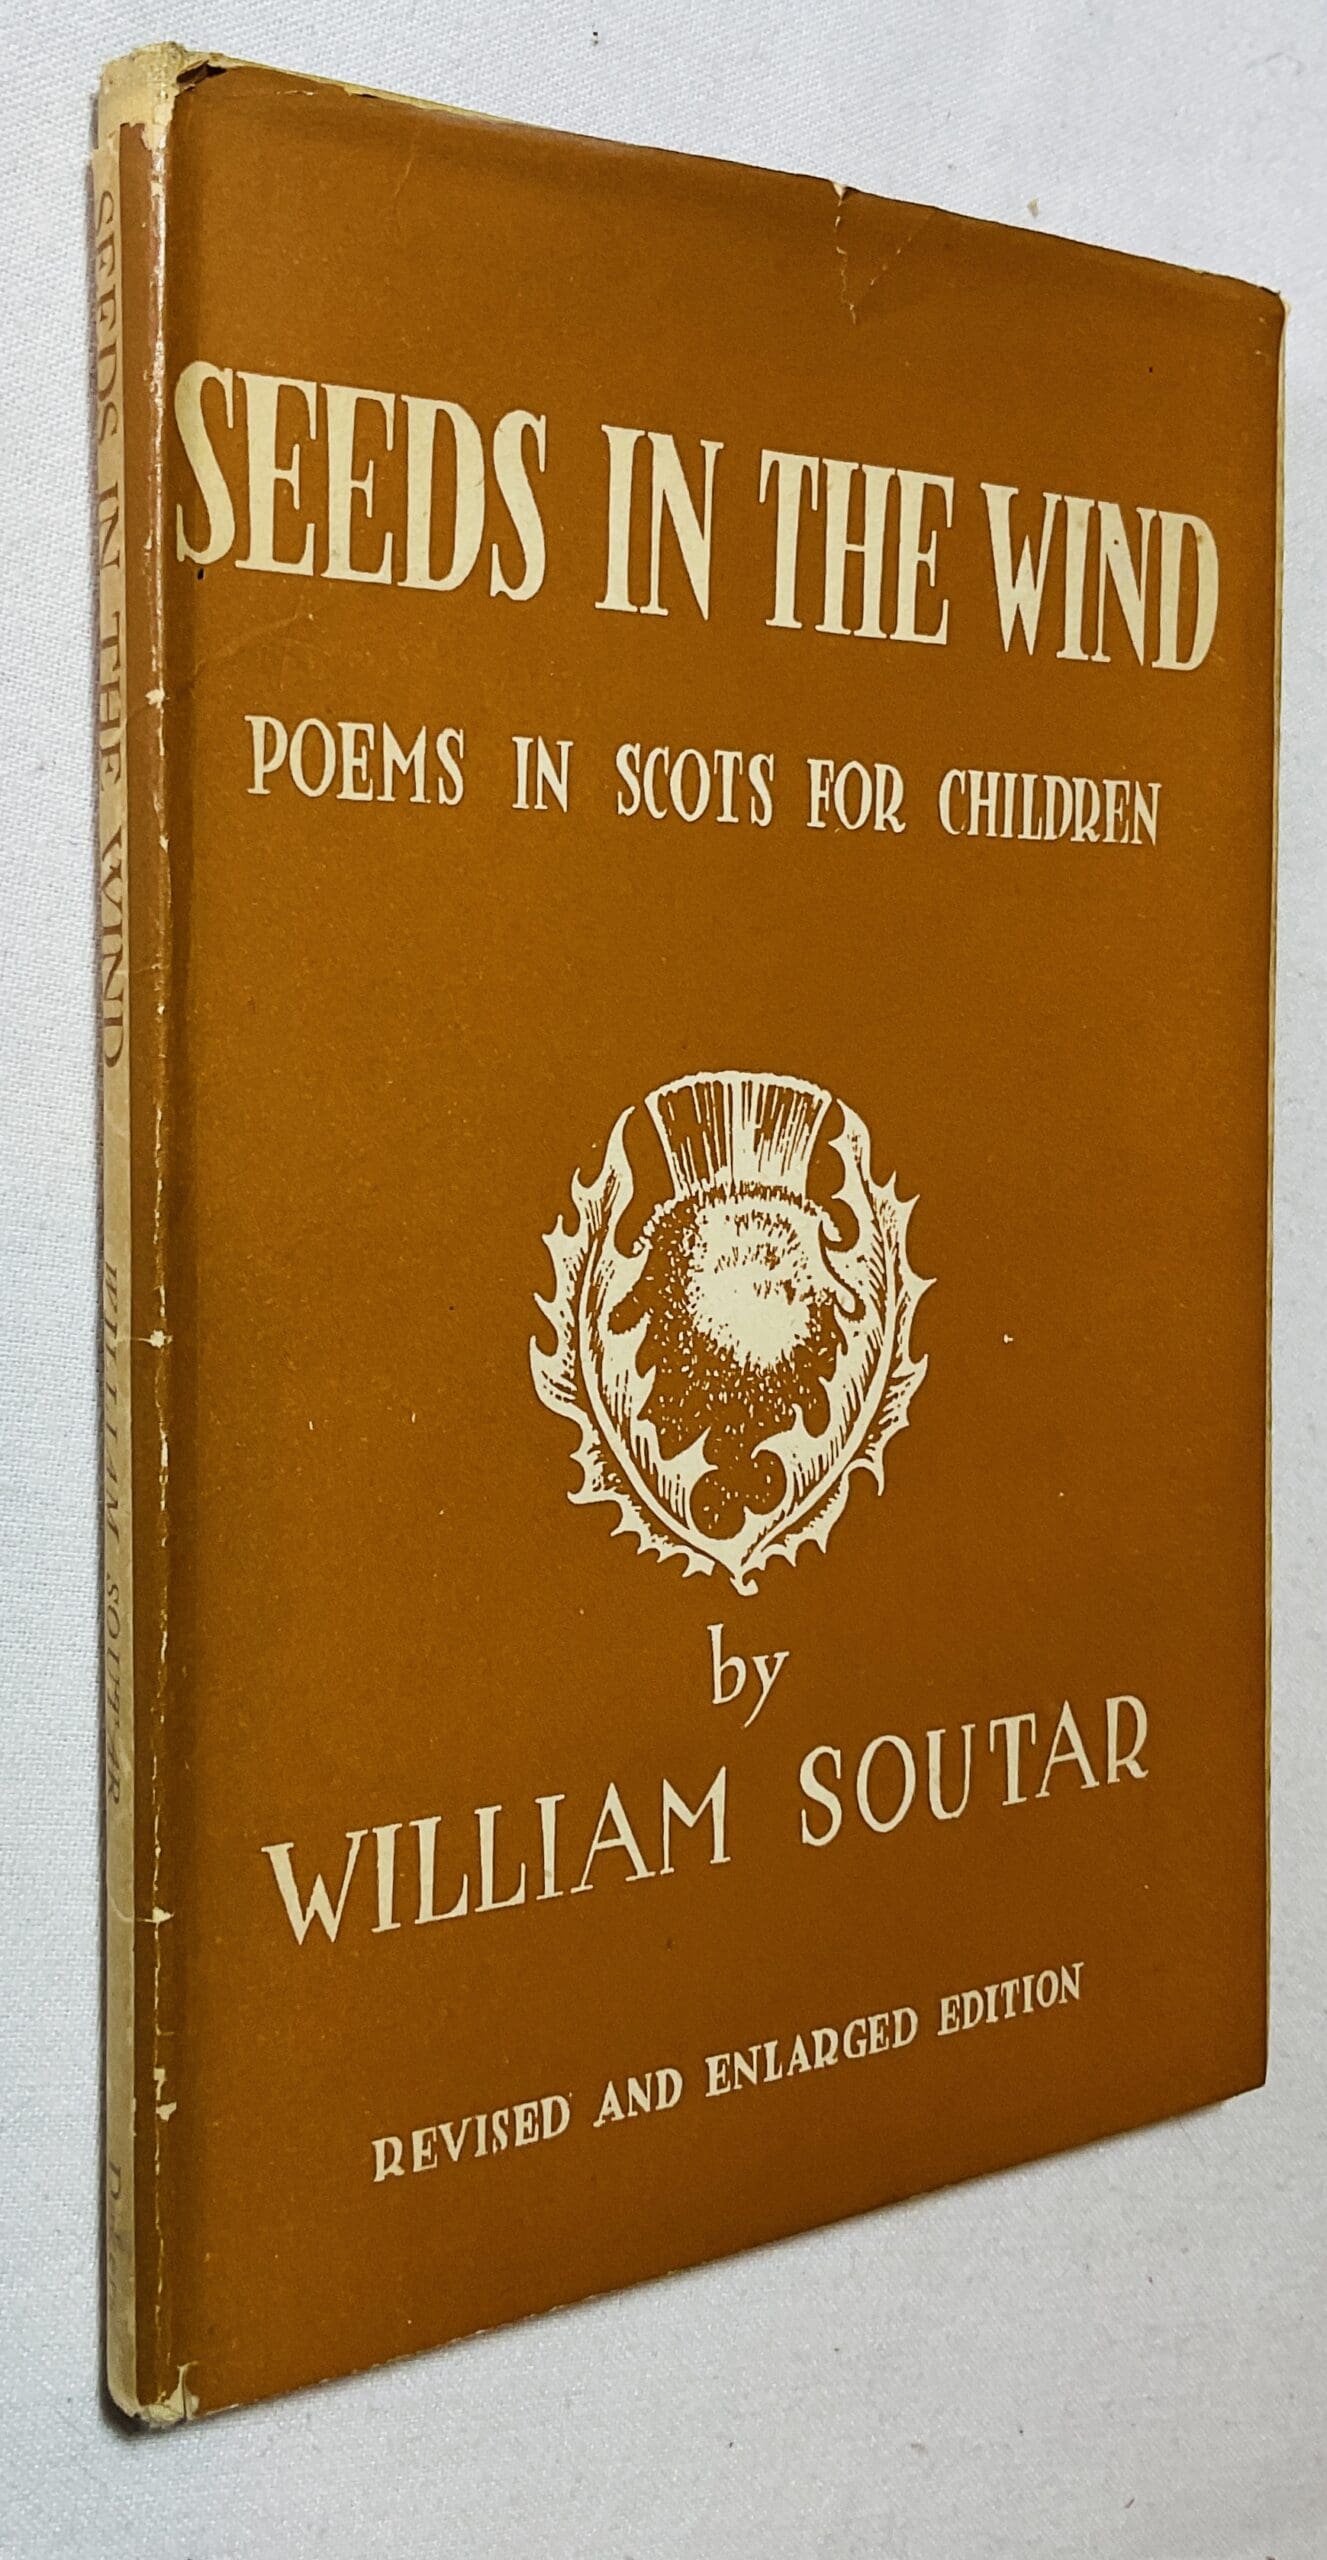 SEEDS IN THE WIND
POEMS IN SCOTS FOR CHILDREN
by
WILLIAM SOUTAR
REVISED AND ENLARGED EDITION
SEEDS IN THE WIND
WILLIAM SOUTAR